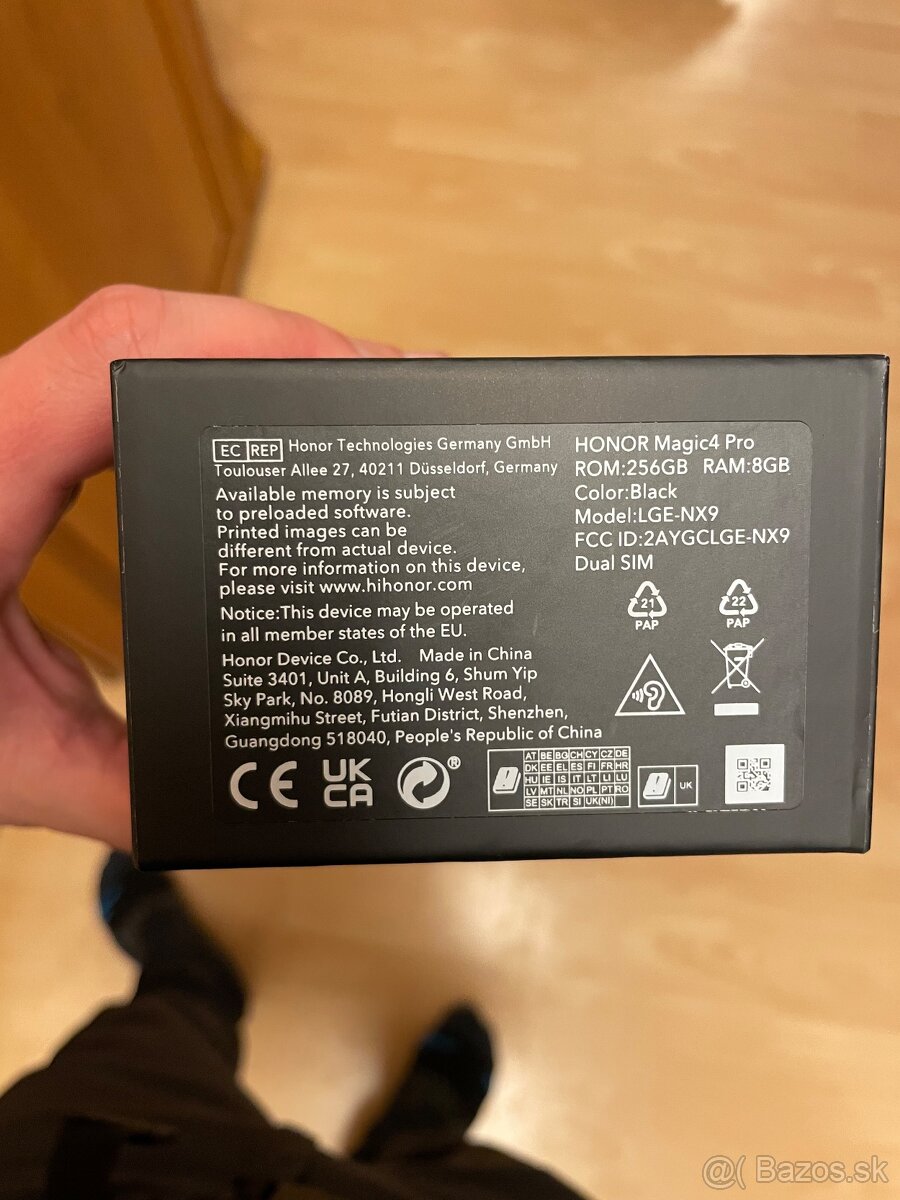 EC REP Honor Technologies Germany GmbH
Toulouser Allee 27, 40211 Düsseldorf, Germany
Available memory is subject
to preloaded software.
Printed images can be
different from actual device.
For more information on this device,
please visit www.hihonor.com
Notice:This device may be operated
in all member states of the EU.
Honor Device Co., Ltd. Made in China
Suite 3401, Unit A, Building 6, Shum Yip
Sky Park, No. 8089, Hongli West Road,
Xiangmihu Street, Futian District, Shenzhen,
Guangdong 518040, People's Republic of China
HONOR Magic4 Pro
ROM:256GB RAM:8GB
Color:Black
Model:LGE-NX9
FCC ID:2AYGCLGE-NX9
Dual SIM
21 22
PAP PAP
CE UK
CA ®
AT BE BG CH CY CZ DE
DK EE EL ES FI FR HR
HU IE IS IT LT LI LU
LV MT NL NO PL PT RO
SE SK TR SI UK(NI)
UK
@( Bazos.sk